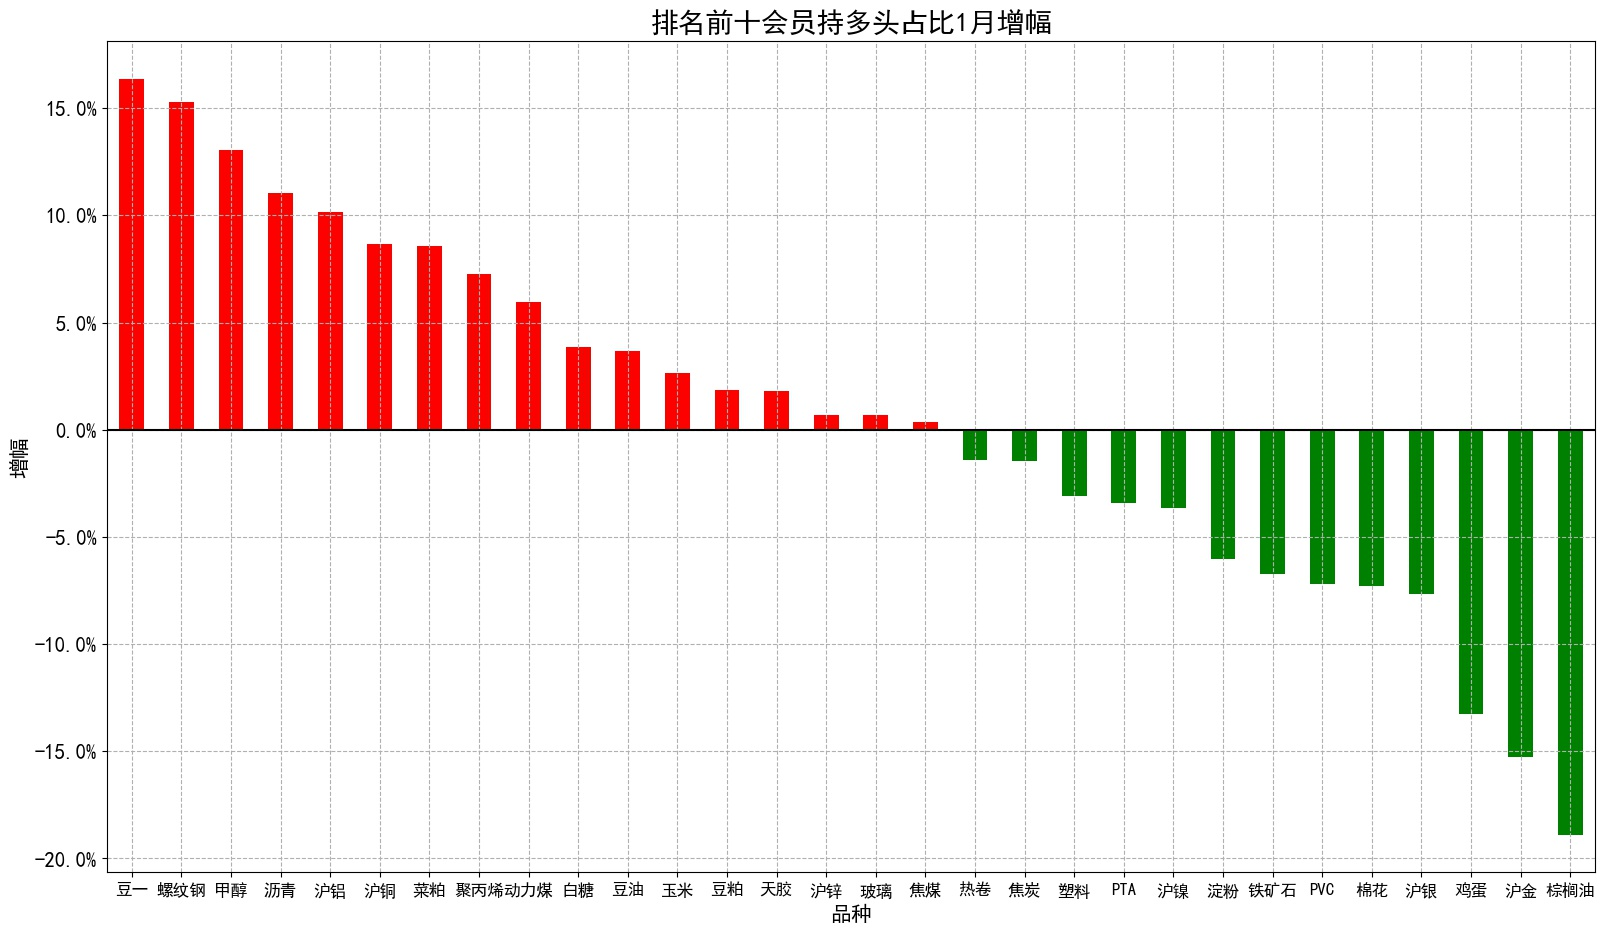 排名前十会员持多头占比1月增幅
增幅
15.0%
10.0%
5.0%
0.0%
-5.0%
-10.0%
-15.0%
-20.0%
豆一 螺纹钢 甲醇 沥青 沪铝 沪铜 菜粕 聚丙烯 动力煤 白糖 豆油 玉米 豆粕 天胶 沪锌 玻璃 焦煤 热卷 焦炭 塑料 PTA 沪镍 淀粉 铁矿石 PVC 棉花 沪银 鸡蛋 沪金 棕榈油
品种